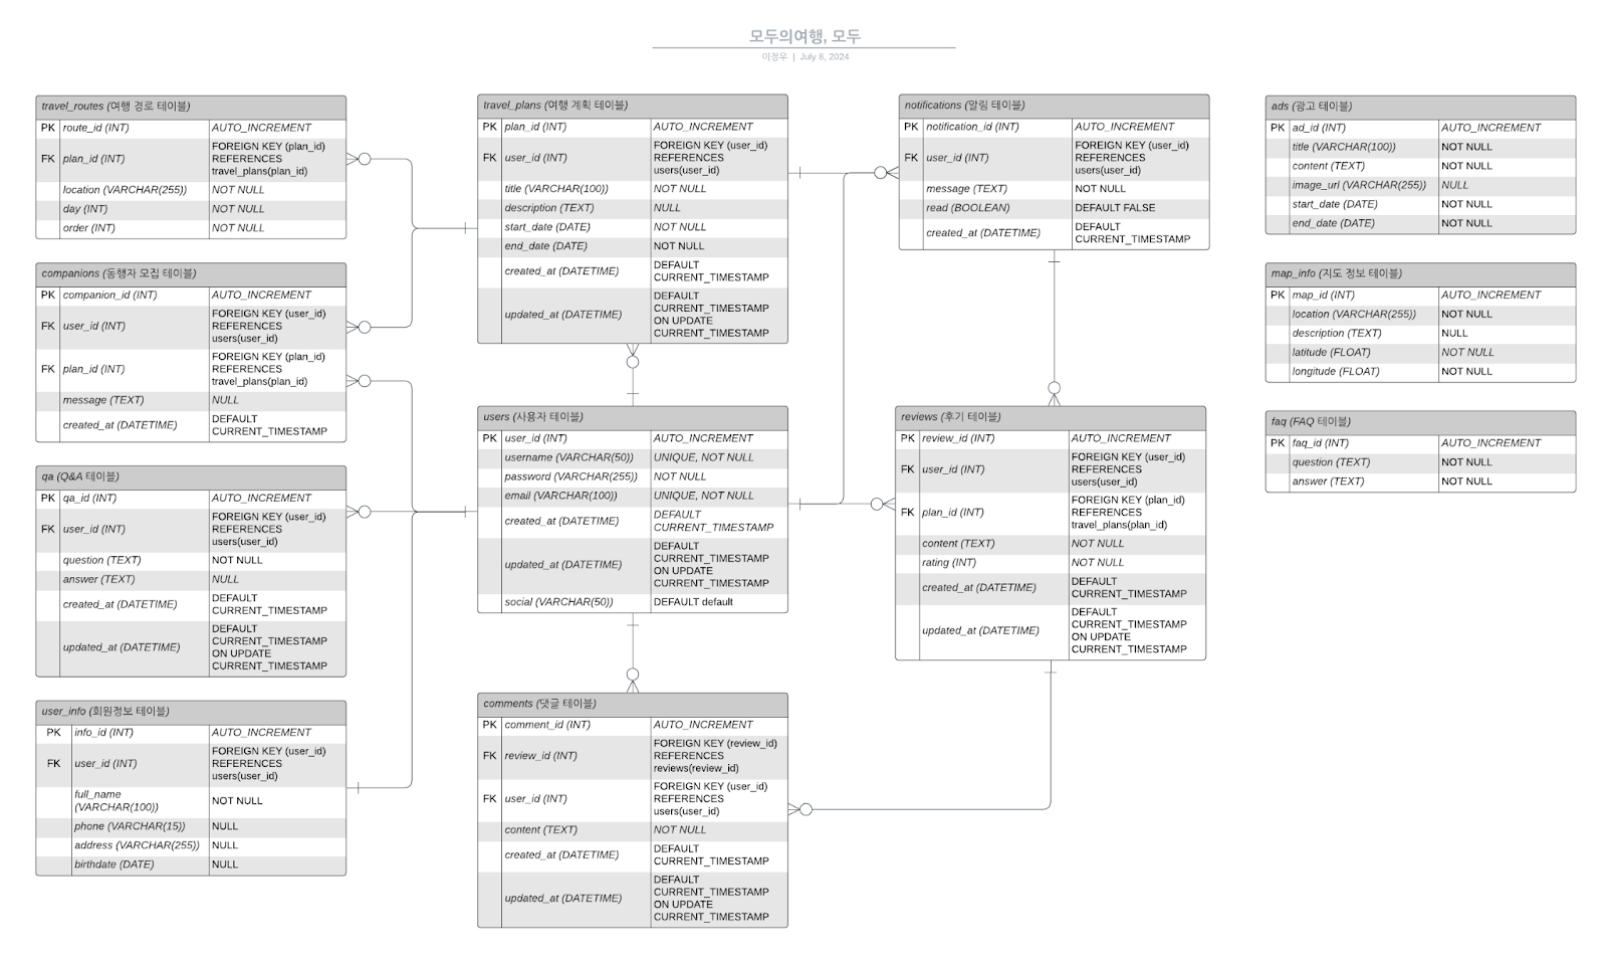 모두의여행, 모두
이정우 | July 6, 2024
travel_routes (여행 경로 테이블)
PK route_id (INT) AUTO_INCREMENT
FK plan_id (INT) FOREIGN KEY (plan_id)
REFERENCES
travel_plans(plan_id)
location (VARCHAR(255)) NOT NULL
day (INT) NOT NULL
order (INT) NOT NULL
companions (동행자 모집 테이블)
PK companion_id (INT) AUTO_INCREMENT
FK user_id (INT) FOREIGN KEY (user_id)
REFERENCES
users(user_id)
FK plan_id (INT) FOREIGN KEY (plan_id)
REFERENCES
travel_plans(plan_id)
message (TEXT) NULL
created_at (DATETIME) DEFAULT
CURRENT_TIMESTAMP
qa (Q&A 테이블)
PK qa_id (INT) AUTO_INCREMENT
FK user_id (INT) FOREIGN KEY (user_id)
REFERENCES
users(user_id)
question (TEXT) NOT NULL
answer (TEXT) NULL
created_at (DATETIME) DEFAULT
CURRENT_TIMESTAMP
updated_at (DATETIME) DEFAULT
CURRENT_TIMESTAMP
ON UPDATE
CURRENT_TIMESTAMP
user_info (회원정보 테이블)
PK info_id (INT) AUTO_INCREMENT
FK user_id (INT) FOREIGN KEY (user_id)
REFERENCES
users(user_id)
full_name
(VARCHAR(100)) NOT NULL
phone (VARCHAR(15)) NULL
address (VARCHAR(255)) NULL
birthdate (DATE) NULL
travel_plans (여행 계획 테이블)
PK plan_id (INT) AUTO_INCREMENT
FK user_id (INT) FOREIGN KEY (user_id)
REFERENCES
users(user_id)
title (VARCHAR(100)) NOT NULL
description (TEXT) NULL
start_date (DATE) NOT NULL
end_date (DATE) NOT NULL
created_at (DATETIME) DEFAULT
CURRENT_TIMESTAMP
updated_at (DATETIME) DEFAULT
CURRENT_TIMESTAMP
ON UPDATE
CURRENT_TIMESTAMP
users (사용자 테이블)
PK user_id (INT) AUTO_INCREMENT
username (VARCHAR(50)) UNIQUE, NOT NULL
password (VARCHAR(255)) NOT NULL
email (VARCHAR(100)) UNIQUE, NOT NULL
created_at (DATETIME) DEFAULT
CURRENT_TIMESTAMP
updated_at (DATETIME) DEFAULT
CURRENT_TIMESTAMP
ON UPDATE
CURRENT_TIMESTAMP
social (VARCHAR(50)) DEFAULT default
comments (댓글 테이블)
PK comment_id (INT) AUTO_INCREMENT
FK review_id (INT) FOREIGN KEY (review_id)
REFERENCES
reviews(review_id)
FK user_id (INT) FOREIGN KEY (user_id)
REFERENCES
users(user_id)
content (TEXT) NOT NULL
created_at (DATETIME) DEFAULT
CURRENT_TIMESTAMP
updated_at (DATETIME) DEFAULT
CURRENT_TIMESTAMP
ON UPDATE
CURRENT_TIMESTAMP
notifications (알림 테이블)
PK notification_id (INT) AUTO_INCREMENT
FK user_id (INT) FOREIGN KEY (user_id)
REFERENCES
users(user_id)
message (TEXT) NOT NULL
read (BOOLEAN) DEFAULT FALSE
created_at (DATETIME) DEFAULT
CURRENT_TIMESTAMP
reviews (후기 테이블)
PK review_id (INT) AUTO_INCREMENT
FK user_id (INT) FOREIGN KEY (user_id)
REFERENCES
users(user_id)
FK plan_id (INT) FOREIGN KEY (plan_id)
REFERENCES
travel_plans(plan_id)
content (TEXT) NOT NULL
rating (INT) NOT NULL
created_at (DATETIME) DEFAULT
CURRENT_TIMESTAMP
updated_at (DATETIME) DEFAULT
CURRENT_TIMESTAMP
ON UPDATE
CURRENT_TIMESTAMP
ads (광고 테이블)
PK ad_id (INT) AUTO_INCREMENT
title (VARCHAR(100)) NOT NULL
content (TEXT) NOT NULL
image_url (VARCHAR(255)) NULL
start_date (DATE) NOT NULL
end_date (DATE) NOT NULL
map_info (지도 정보 테이블)
PK map_id (INT) AUTO_INCREMENT
location (VARCHAR(255)) NOT NULL
description (TEXT) NULL
latitude (FLOAT) NOT NULL
longitude (FLOAT) NOT NULL
faq (FAQ 테이블)
PK faq_id (INT) AUTO_INCREMENT
question (TEXT) NOT NULL
answer (TEXT) NOT NULL